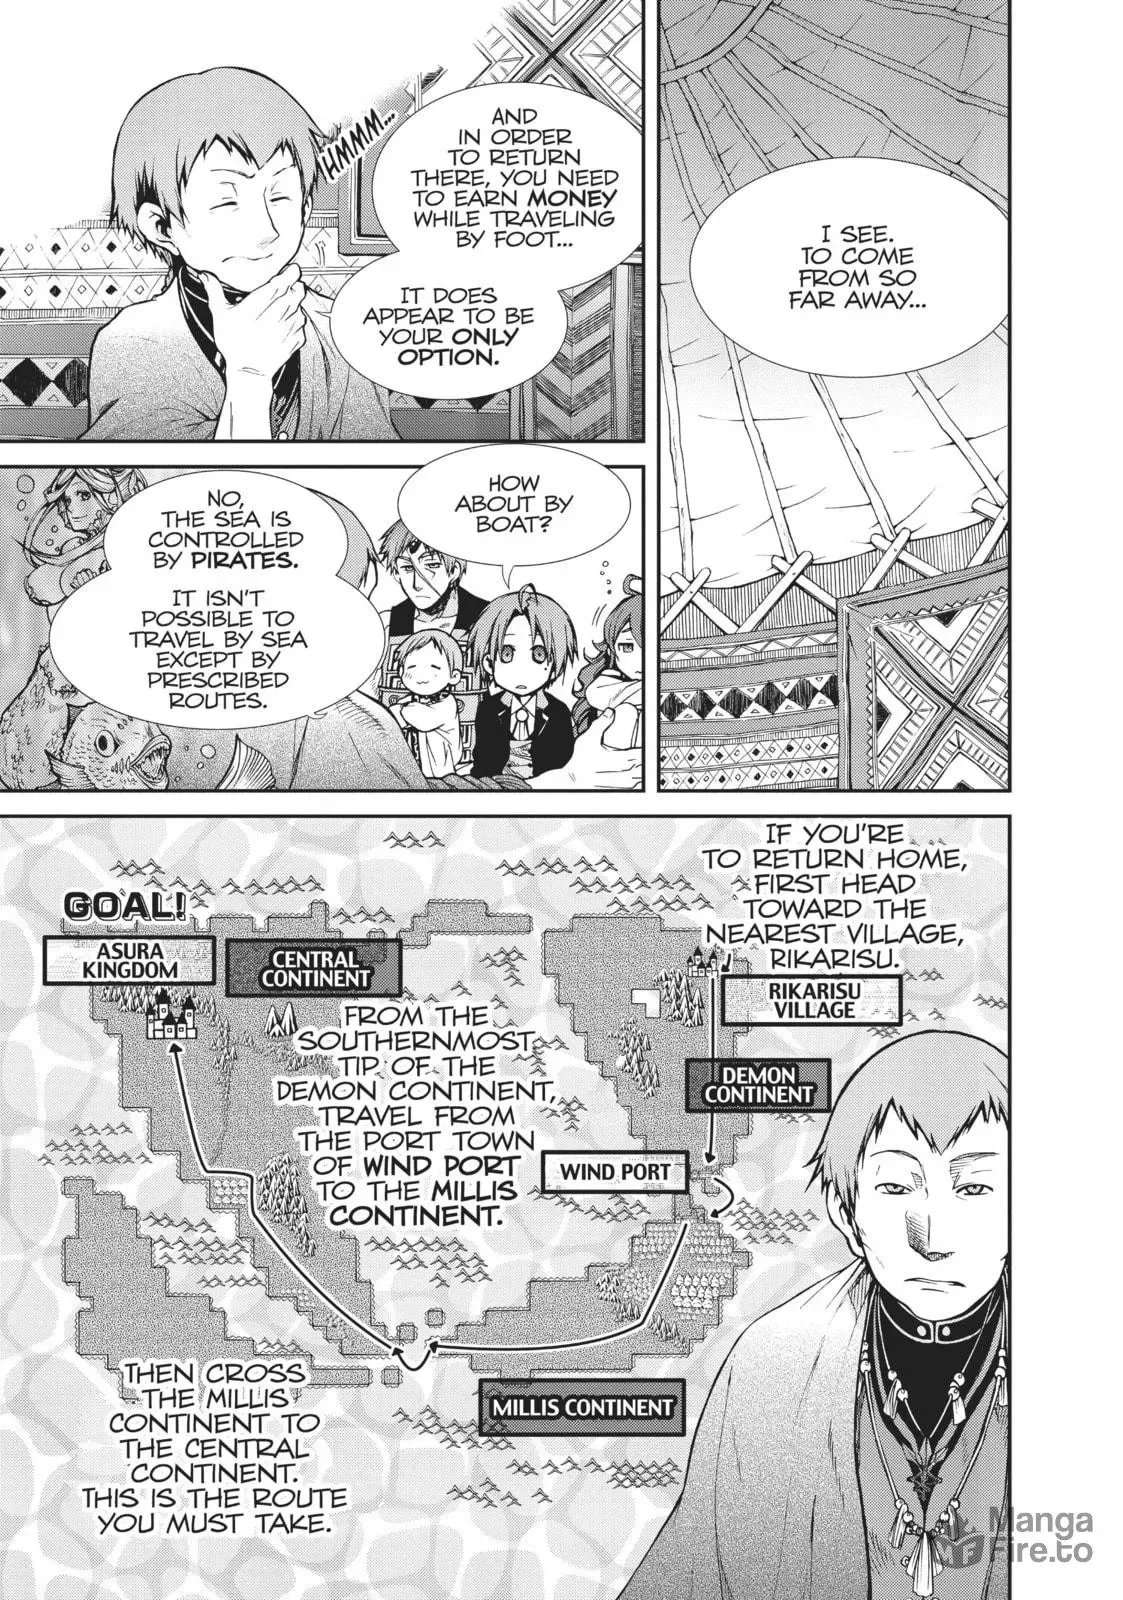 I SEE.
TO COME
FROM SO
FAR AWAY...
AND
IN ORDER
TO RETURN
THERE, YOU NEED
TO EARN MONEY
WHILE TRAVELING
BY FOOT...
IT DOES
APPEAR TO BE
YOUR ONLY
OPTION.
HMMM...
HOW
ABOUT BY
BOAT?
NO,
THE SEA IS
CONTROLLED
BY PIRATES.
IT ISN'T
POSSIBLE TO
TRAVEL BY SEA
EXCEPT BY
PRESCRIBED
ROUTES.
IF YOU'RE
TO RETURN HOME,
FIRST HEAD
TOWARD THE
NEAREST VILLAGE,
RIKARISU.
RIKARISU
VILLAGE
DEMON
CONTINENT
GOAL!
ASURA
KINGDOM
CENTRAL
CONTINENT
FROM THE
SOUTHERNMOST
TIP OF THE
DEMON CONTINENT,
TRAVEL FROM
THE PORT TOWN
OF WIND PORT
TO THE MILLIS
CONTINENT.
WIND PORT
MILLIS CONTINENT
THEN CROSS
THE MILLIS
CONTINENT TO
THE CENTRAL
CONTINENT.
THIS IS THE ROUTE
YOU MUST TAKE.
Manga
Fire.to